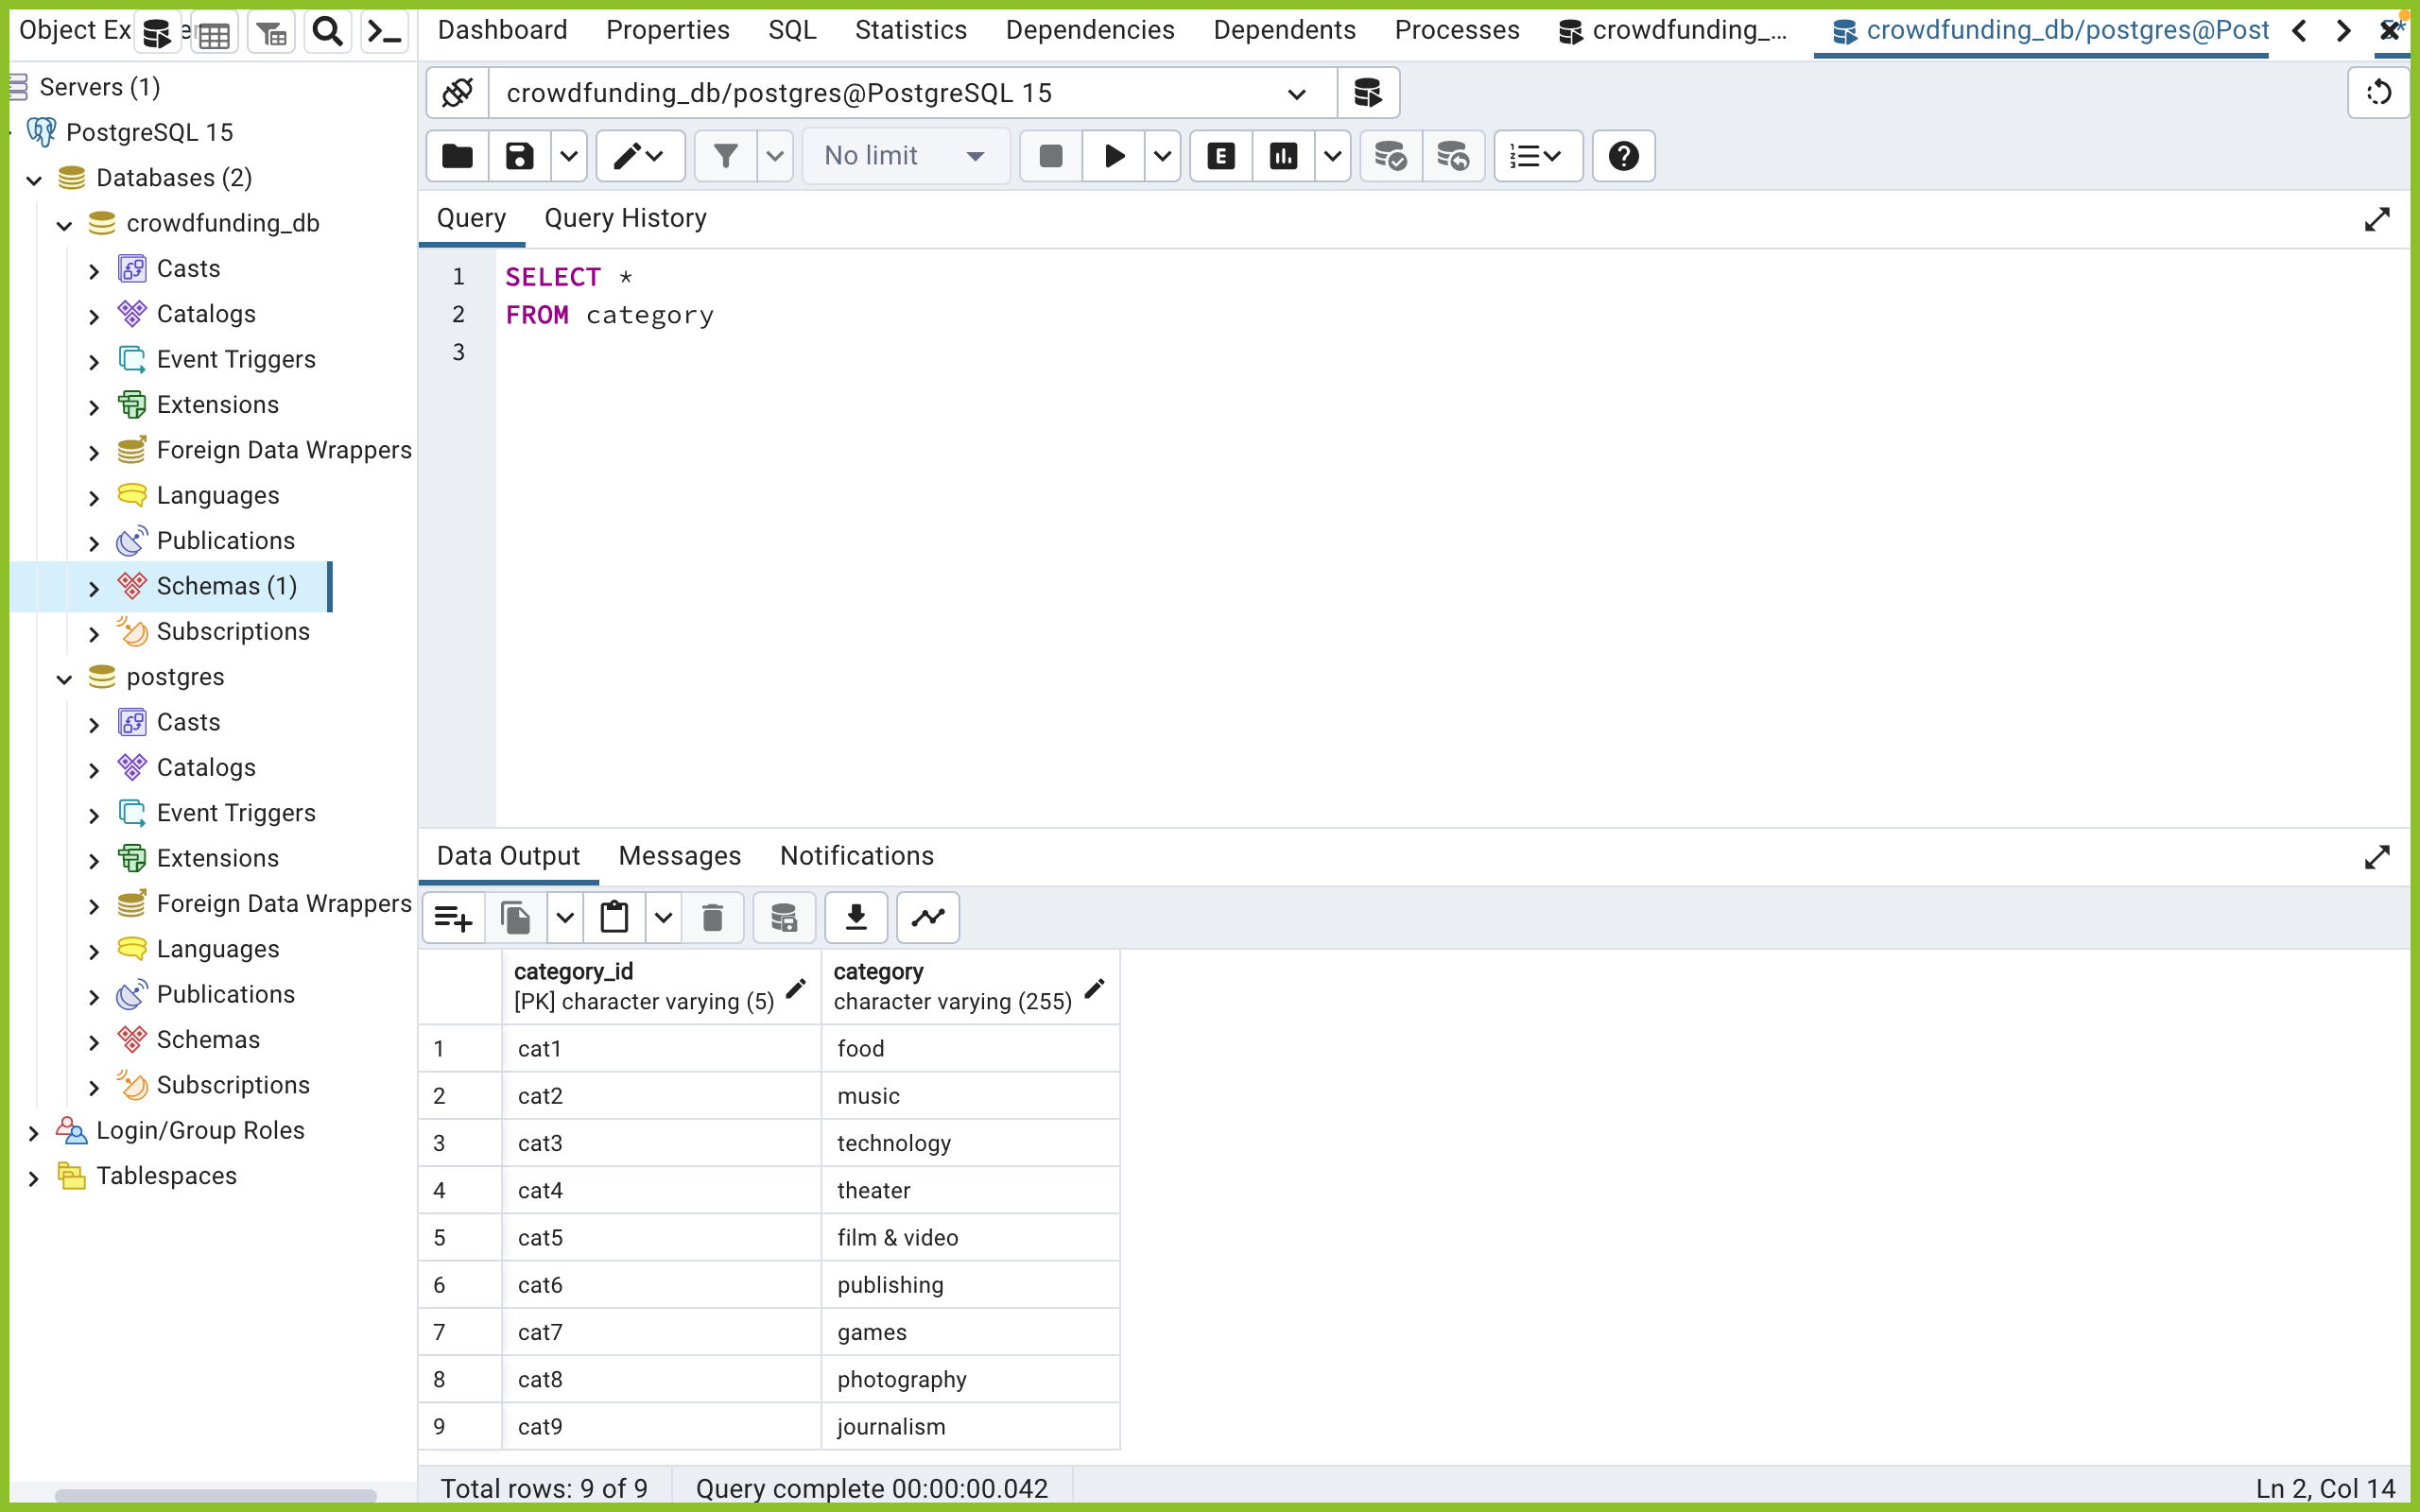 Object Ex
Dashboard Properties SQL Statistics Dependencies Dependents Processes crowdfunding_... crowdfunding_db/postgres@Post
Servers (1)
PostgreSQL 15
Databases (2)
crowdfunding_db
Casts
Catalogs
Event Triggers
Extensions
Foreign Data Wrappers
Languages
Publications
Schemas (1)
Subscriptions
postgres
Casts
Catalogs
Event Triggers
Extensions
Foreign Data Wrappers
Languages
Publications
Schemas
Subscriptions
Login/Group Roles
Tablespaces
crowdfunding_db/postgres@PostgreSQL 15
No limit
E
Query Query History
1 SELECT *
2 FROM category
3
Data Output Messages Notifications
category_id category
[PK] character varying (5) character varying (255)
1 cat1 food
2 cat2 music
3 cat3 technology
4 cat4 theater
5 cat5 film & video
6 cat6 publishing
7 cat7 games
8 cat8 photography
9 cat9 journalism
Total rows: 9 of 9 Query complete 00:00:00.042 Ln 2, Col 14